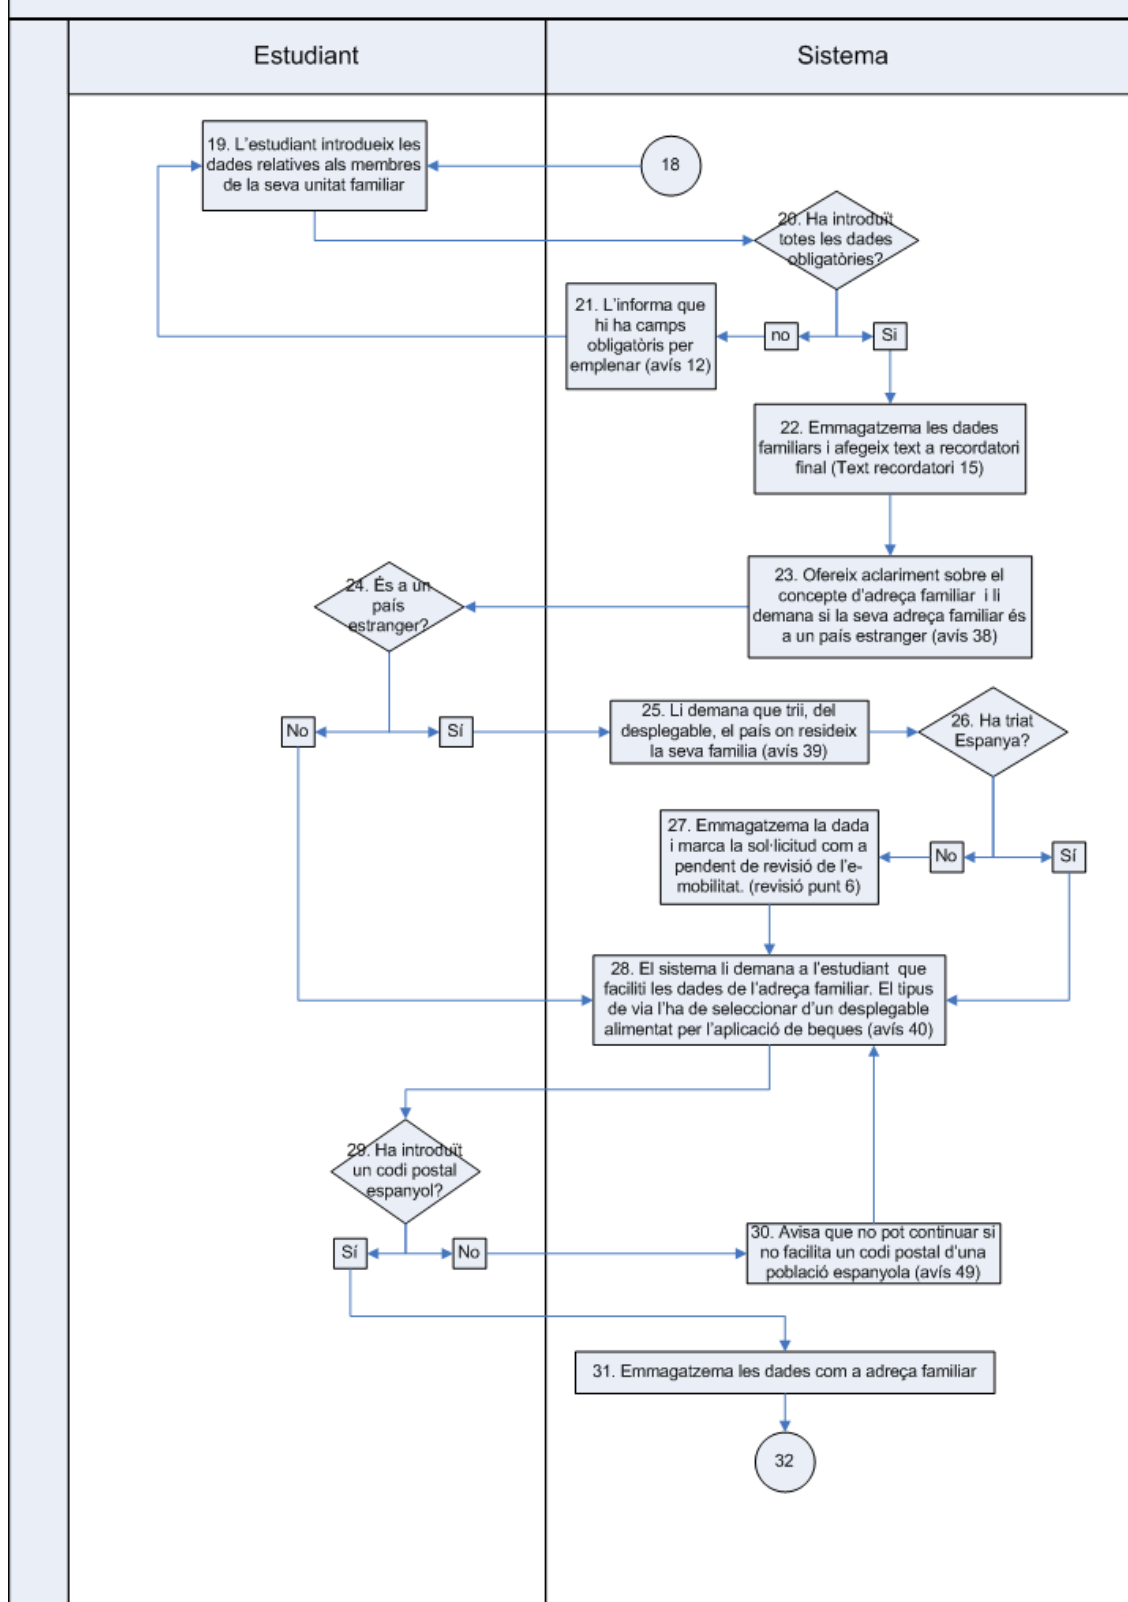 Estudiant
Sistema
19. L'estudiant introdueix les
dades relatives als membres
de la seva unitat familiar
18
20. Ha introduït
totes les dades
obligatòries?
21. L'informa que
hi ha camps
obligatòris per
emplenar (avís 12)
no
Si
22. Emmagatzema les dades
familiars i afegeix text a recordatori
final (Text recordatori 15)
23. Ofereix aclariment sobre el
concepte d'adreça familiar i li
demana si la seva adreça familiar és
a un país estranger (avís 38)
24. És a un
país
estranger?
No
Sí
25. Li demana que trii, del
desplegable, el país on resideix
la seva familia (avís 39)
26. Ha triat
Espanya?
27. Emmagatzema la dada
i marca la sol·licitud com a
pendent de revisió de l'e-
mobilitat. (revisió punt 6)
No
Sí
28. El sistema li demana a l'estudiant que
faciliti les dades de l'adreça familiar. El tipus
de via l'ha de seleccionar d'un desplegable
alimentat per l'aplicació de beques (avís 40)
29. Ha introduït
un codi postal
espanyol?
Sí
No
30. Avisa que no pot continuar si
no facilita un codi postal d'una
població espanyola (avís 49)
31. Emmagatzema les dades com a adreça familiar
32